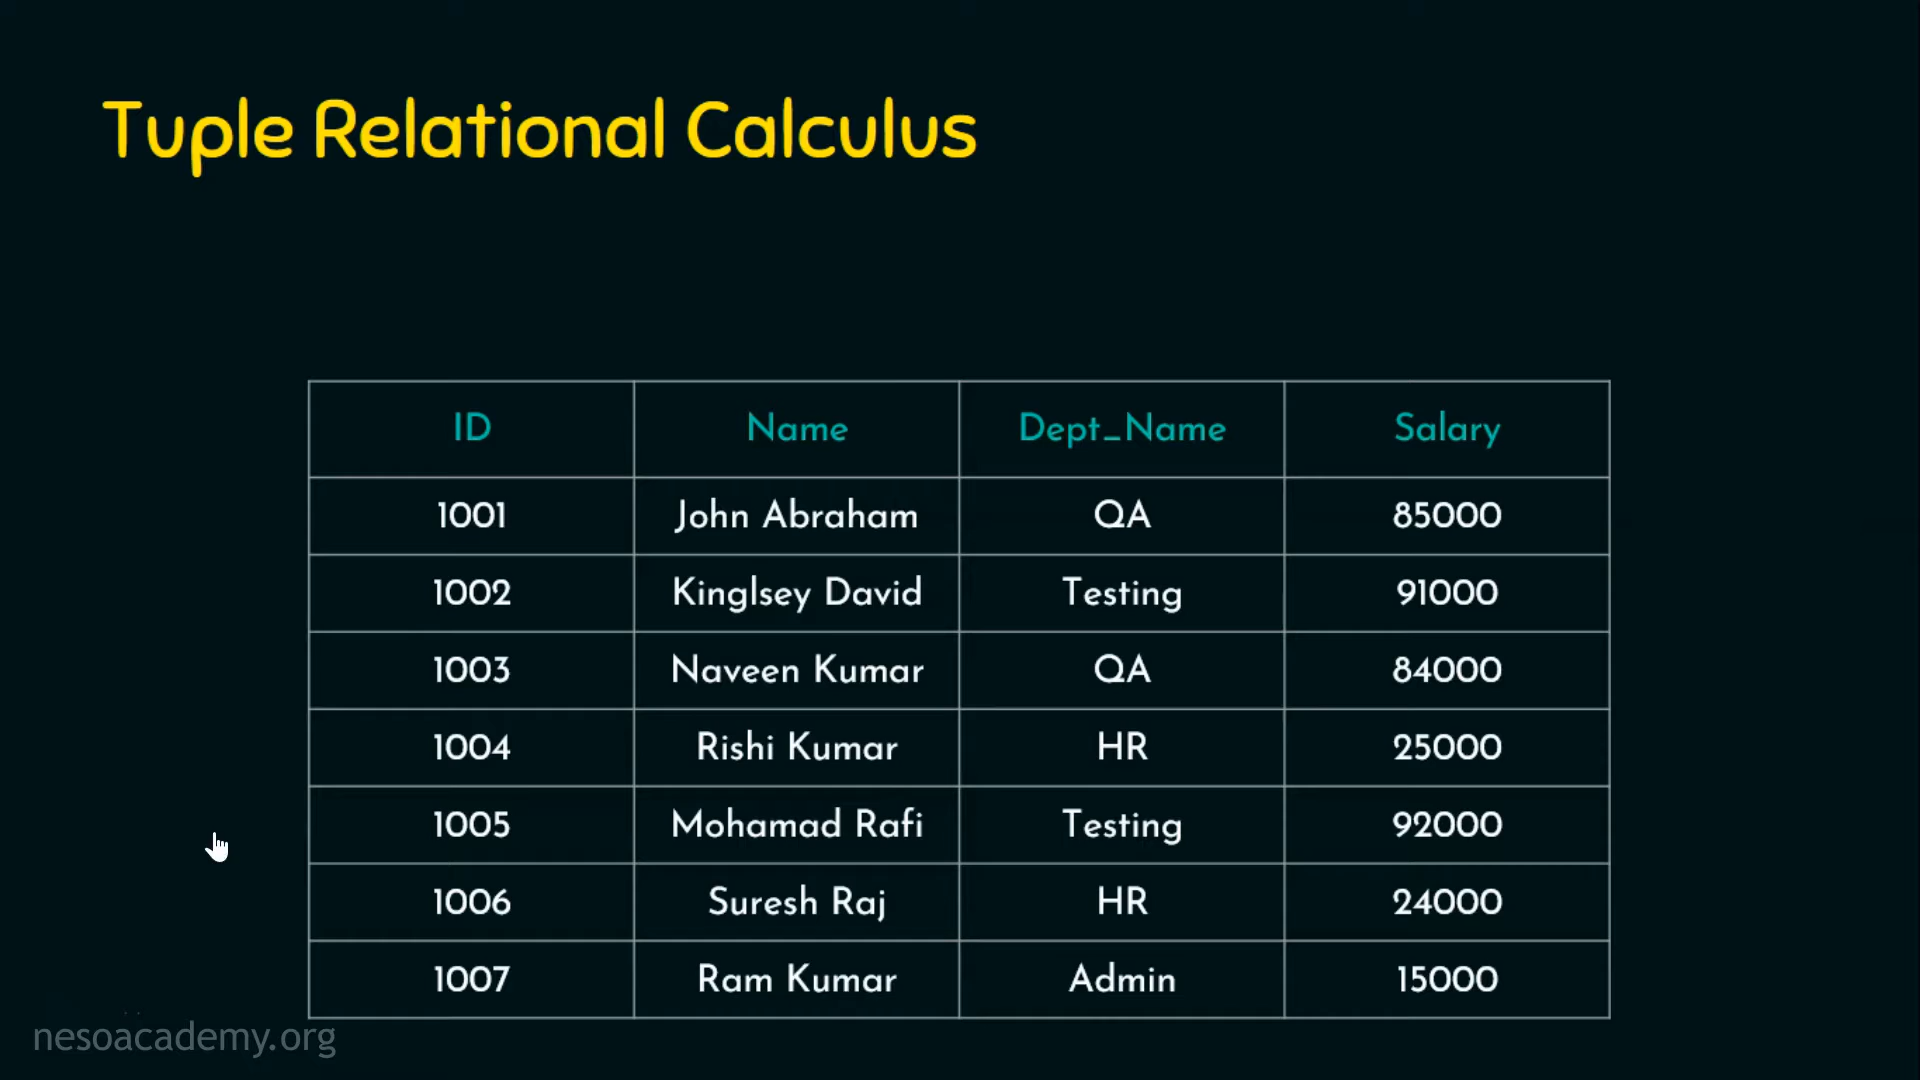 Tuple Relational Calculus
ID Name Dept_Name Salary
1001 John Abraham QA 85000
1002 Kinglsey David Testing 91000
1003 Naveen Kumar QA 84000
1004 Rishi Kumar HR 25000
1005 Mohamad Rafi Testing 92000
1006 Suresh Raj HR 24000
1007 Ram Kumar Admin 15000
nesoacademy.org